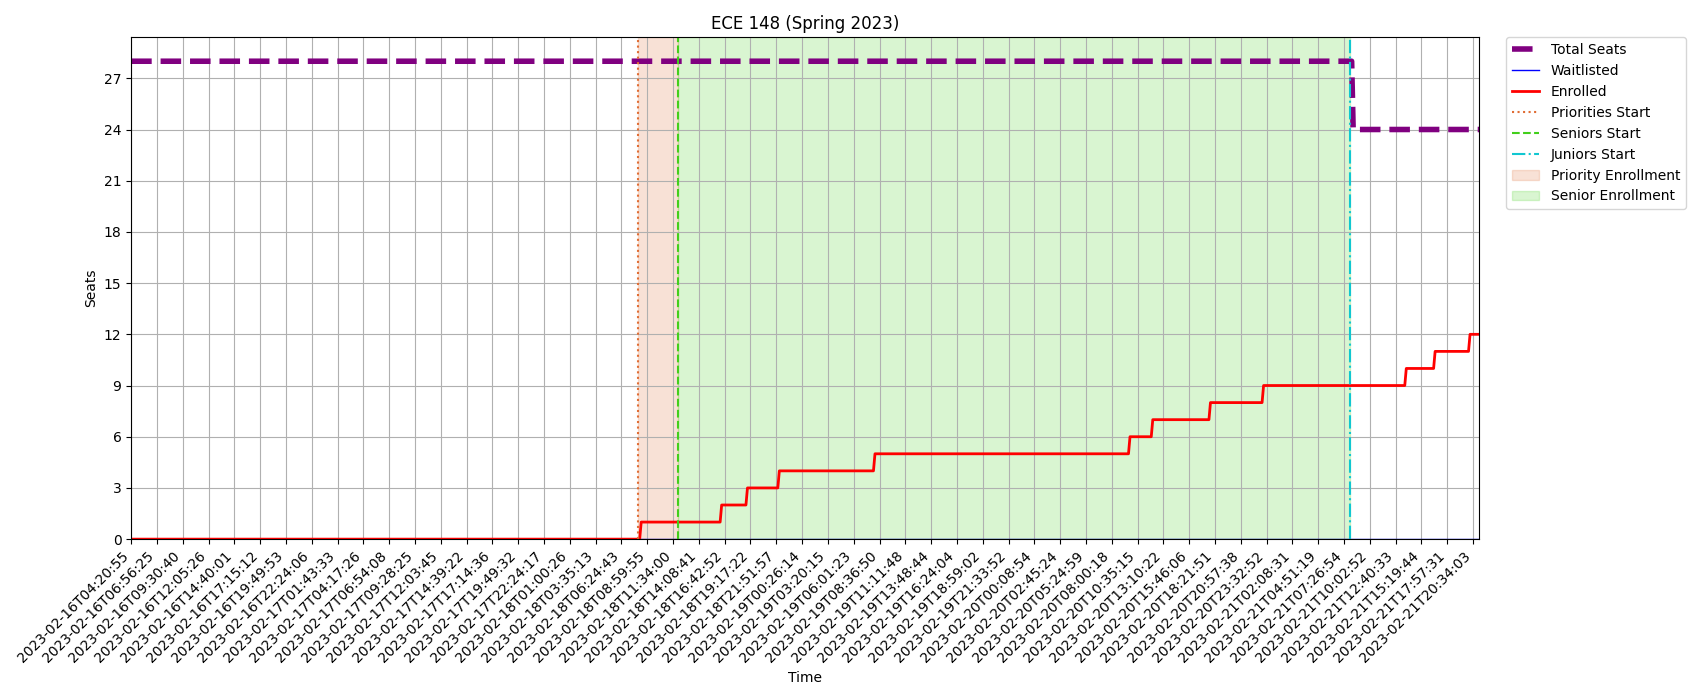 ECE 148 (Spring 2023)
Total Seats
Waitlisted
Enrolled
Priorities Start
Seniors Start
Juniors Start
Priority Enrollment
Senior Enrollment
Seats
27
24
21
18
15
12
9
6
3
0
2023-02-16T04:20:55
2023-02-16T06:56:25
2023-02-16T09:30:40
2023-02-16T12:05:26
2023-02-16T14:40:01
2023-02-16T17:15:12
2023-02-16T19:49:53
2023-02-16T22:24:06
2023-02-17T01:43:33
2023-02-17T04:17:26
2023-02-17T06:54:08
2023-02-17T09:28:25
2023-02-17T12:03:45
2023-02-17T14:39:22
2023-02-17T17:14:36
2023-02-17T19:49:32
2023-02-17T22:24:17
2023-02-18T01:00:26
2023-02-18T03:35:13
2023-02-18T06:24:43
2023-02-18T08:59:55
2023-02-18T11:34:00
2023-02-18T14:08:41
2023-02-18T16:42:52
2023-02-18T19:17:22
2023-02-18T21:51:57
2023-02-19T00:26:14
2023-02-19T03:20:15
2023-02-19T06:01:23
2023-02-19T08:36:50
2023-02-19T11:11:48
2023-02-19T13:48:44
2023-02-19T16:24:04
2023-02-19T18:59:02
2023-02-19T21:33:52
2023-02-20T00:08:54
2023-02-20T02:45:24
2023-02-20T05:24:59
2023-02-20T08:00:18
2023-02-20T10:35:15
2023-02-20T13:10:22
2023-02-20T15:46:06
2023-02-20T18:21:51
2023-02-20T20:57:38
2023-02-20T23:32:52
2023-02-21T02:08:31
2023-02-21T04:51:19
2023-02-21T07:26:54
2023-02-21T10:02:52
2023-02-21T12:40:33
2023-02-21T15:19:44
2023-02-21T17:57:31
2023-02-21T20:34:03
Time